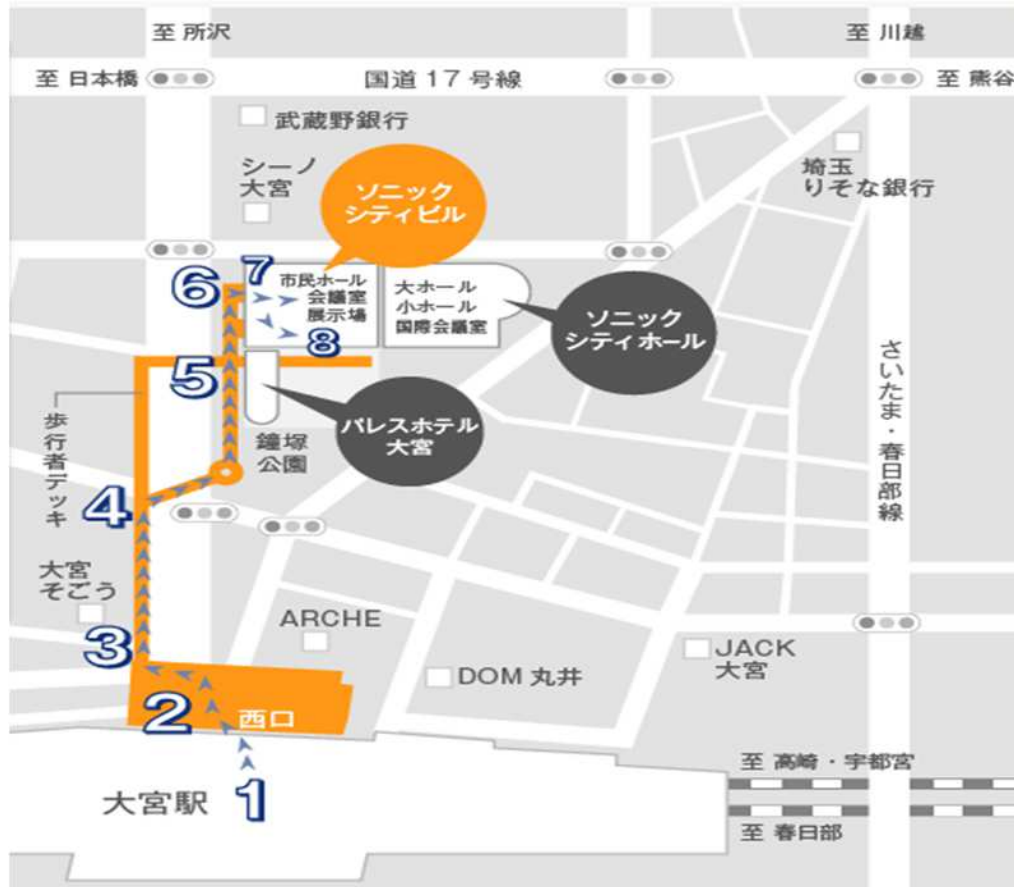 至 所沢
至 川越
至 日本橋
国道 17 号線
至 熊谷
武蔵野銀行
シーノ
大宮
ソニック
シティビル
埼玉
りそな銀行
6
7
市民ホール
会議室
展示場
8
大ホール
小ホール
国際会議室
ソニック
シティホール
5
パレスホテル
大宮
さいたま・春日部線
歩行者デッキ
鐘塚
公園
4
大宮
そごう
3
ARCHE
DOM 丸井
JACK
大宮
2
西口
1
大宮駅
至 高崎・宇都宮
至 春日部